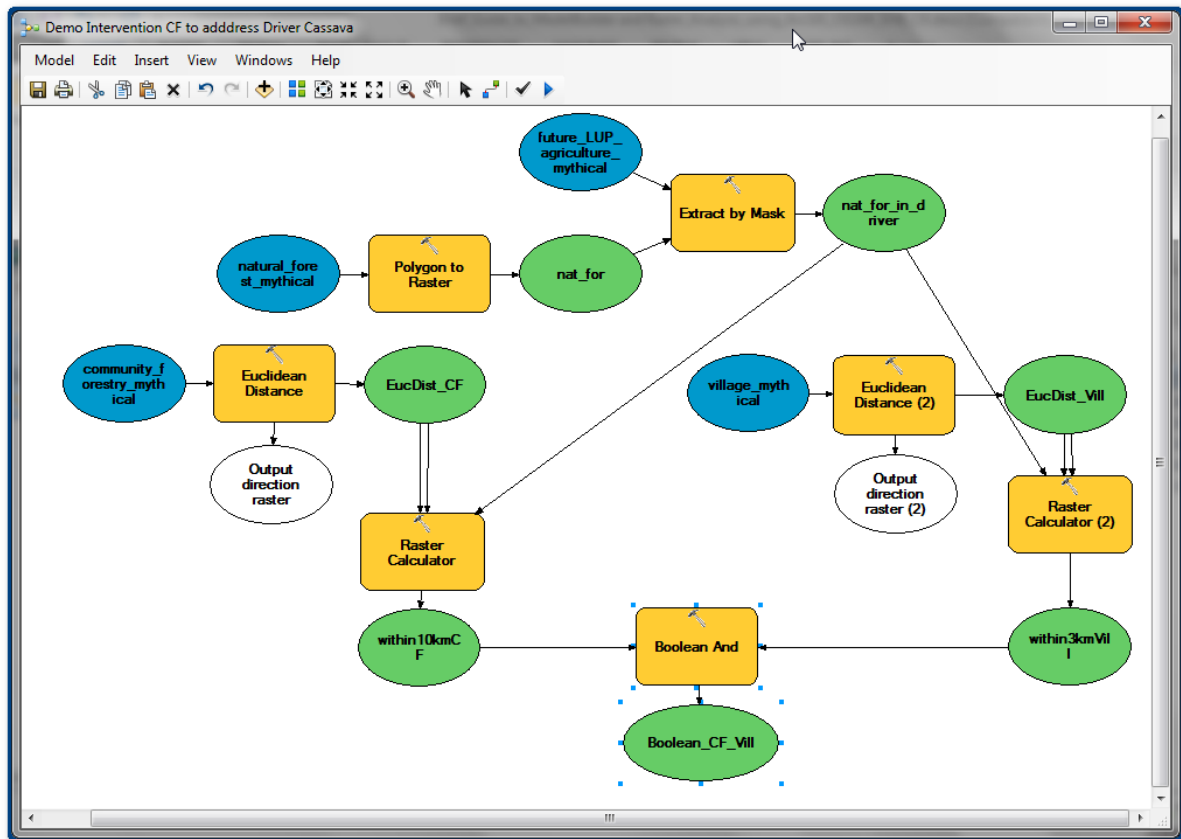 Demo Intervention CF to adddress Driver Cassava
Model Edit Insert View Windows Help
future_LUP_
agriculture_
mythical
Extract by Mask
nat_for_in_d
river
natural_fore
st_mythical
Polygon to
Raster
nat_for
community_f
orestry_myth
ical
Euclidean
Distance
EucDist_CF
village_myth
ical
Euclidean
Distance (2)
EucDist_Vill
Output
direction
raster
Output
direction
raster (2)
Raster
Calculator
Raster
Calculator (2)
within10kmC
F
Boolean And
within3kmVil
l
Boolean_CF_Vill